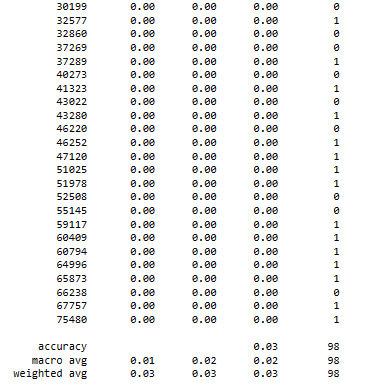 30199 0.00 0.00 0.00 0
32577 0.00 0.00 0.00 1
32860 0.00 0.00 0.00 0
37269 0.00 0.00 0.00 0
37289 0.00 0.00 0.00 1
40273 0.00 0.00 0.00 0
41323 0.00 0.00 0.00 1
43022 0.00 0.00 0.00 0
43280 0.00 0.00 0.00 1
46220 0.00 0.00 0.00 0
46252 0.00 0.00 0.00 1
47120 0.00 0.00 0.00 1
51025 0.00 0.00 0.00 1
51978 0.00 0.00 0.00 1
52508 0.00 0.00 0.00 0
55145 0.00 0.00 0.00 0
59117 0.00 0.00 0.00 1
60409 0.00 0.00 0.00 1
60794 0.00 0.00 0.00 1
64996 0.00 0.00 0.00 1
65873 0.00 0.00 0.00 1
66238 0.00 0.00 0.00 0
67757 0.00 0.00 0.00 1
75480 0.00 0.00 0.00 1
accuracy 0.03 98
macro avg 0.01 0.02 0.02 98
weighted avg 0.03 0.03 0.03 98